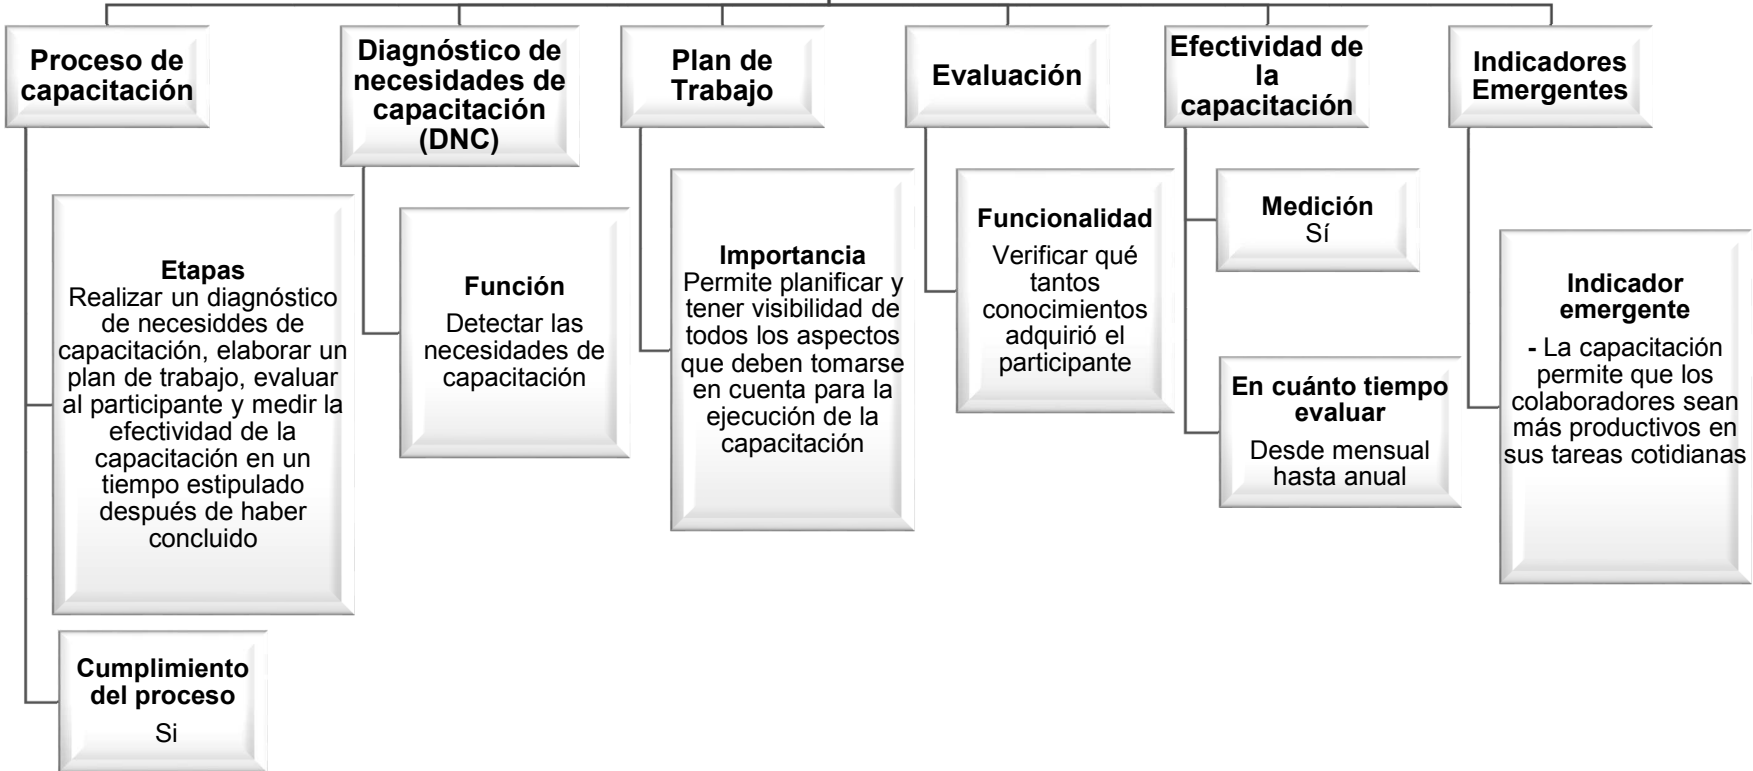 Proceso de
capacitación
Etapas
Realizar un diagnóstico
de necesiddes de
capacitación, elaborar un
plan de trabajo, evaluar
al participante y medir la
efectividad de la
capacitación en un
tiempo estipulado
después de haber
concluido
Cumplimiento
del proceso
Si
Diagnóstico de
necesidades de
capacitación
(DNC)
Función
Detectar las
necesidades de
capacitación
Plan de
Trabajo
Importancia
Permite planificar y
tener visibilidad de
todos los aspectos
que deben tomarse
en cuenta para la
ejecución de la
capacitación
Evaluación
Funcionalidad
Verificar qué
tantos
conocimientos
adquirió el
participante
Efectividad de
la
capacitación
Medición
Sí
En cuánto tiempo
evaluar
Desde mensual
hasta anual
Indicadores
Emergentes
Indicador
emergente
- La capacitación
permite que los
colaboradores sean
más productivos en
sus tareas cotidianas